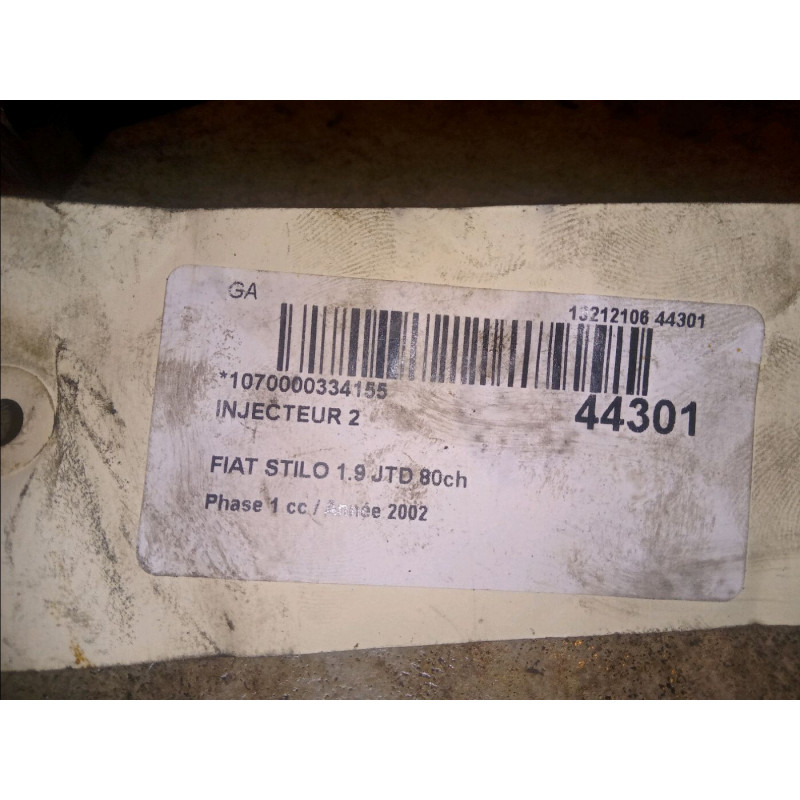 GA
13212106 44301
*1070000334155
44301
INJECTEUR 2
FIAT STILO 1.9 JTD 80ch
Phase 1 cc / Année 2002